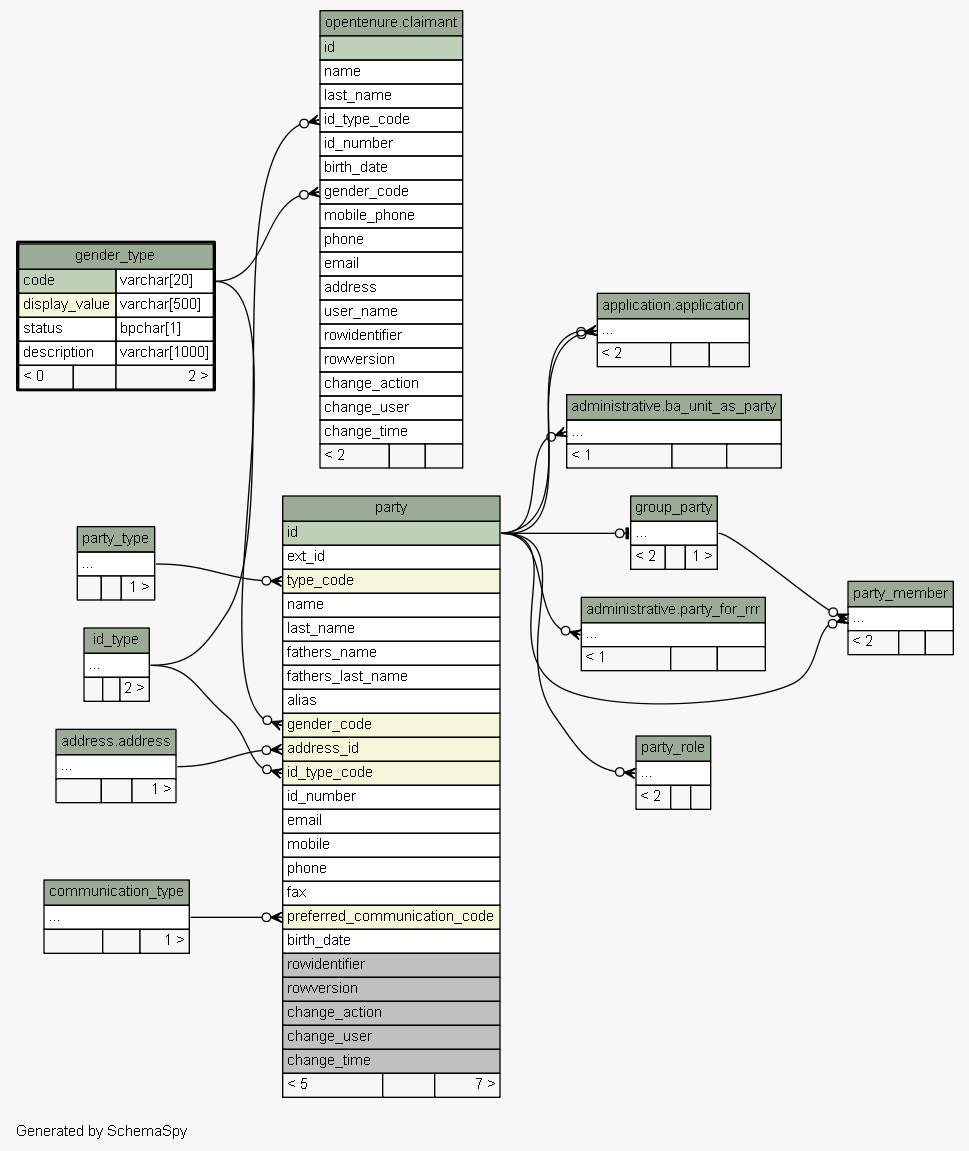 opentenure.claimant
id
name
last_name
id_type_code
id_number
birth_date
gender_code
mobile_phone
phone
email
address
user_name
rowidentifier
rowversion
change_action
change_user
change_time
< 2
gender_type
code varchar[20]
display_value varchar[500]
status bpchar[1]
description varchar[1000]
< 0 2 >
application.application
...
< 2
administrative.ba_unit_as_party
...
< 1
party
id
ext_id
type_code
name
last_name
fathers_name
fathers_last_name
alias
gender_code
address_id
id_type_code
id_number
email
mobile
phone
fax
preferred_communication_code
birth_date
rowidentifier
rowversion
change_action
change_user
change_time
< 5 7 >
group_party
...
< 2 1 >
party_type
...
1 >
party_member
...
< 2
administrative.party_for_rrr
...
< 1
id_type
...
2 >
address.address
...
1 >
party_role
...
< 2
communication_type
...
1 >
Generated by SchemaSpy